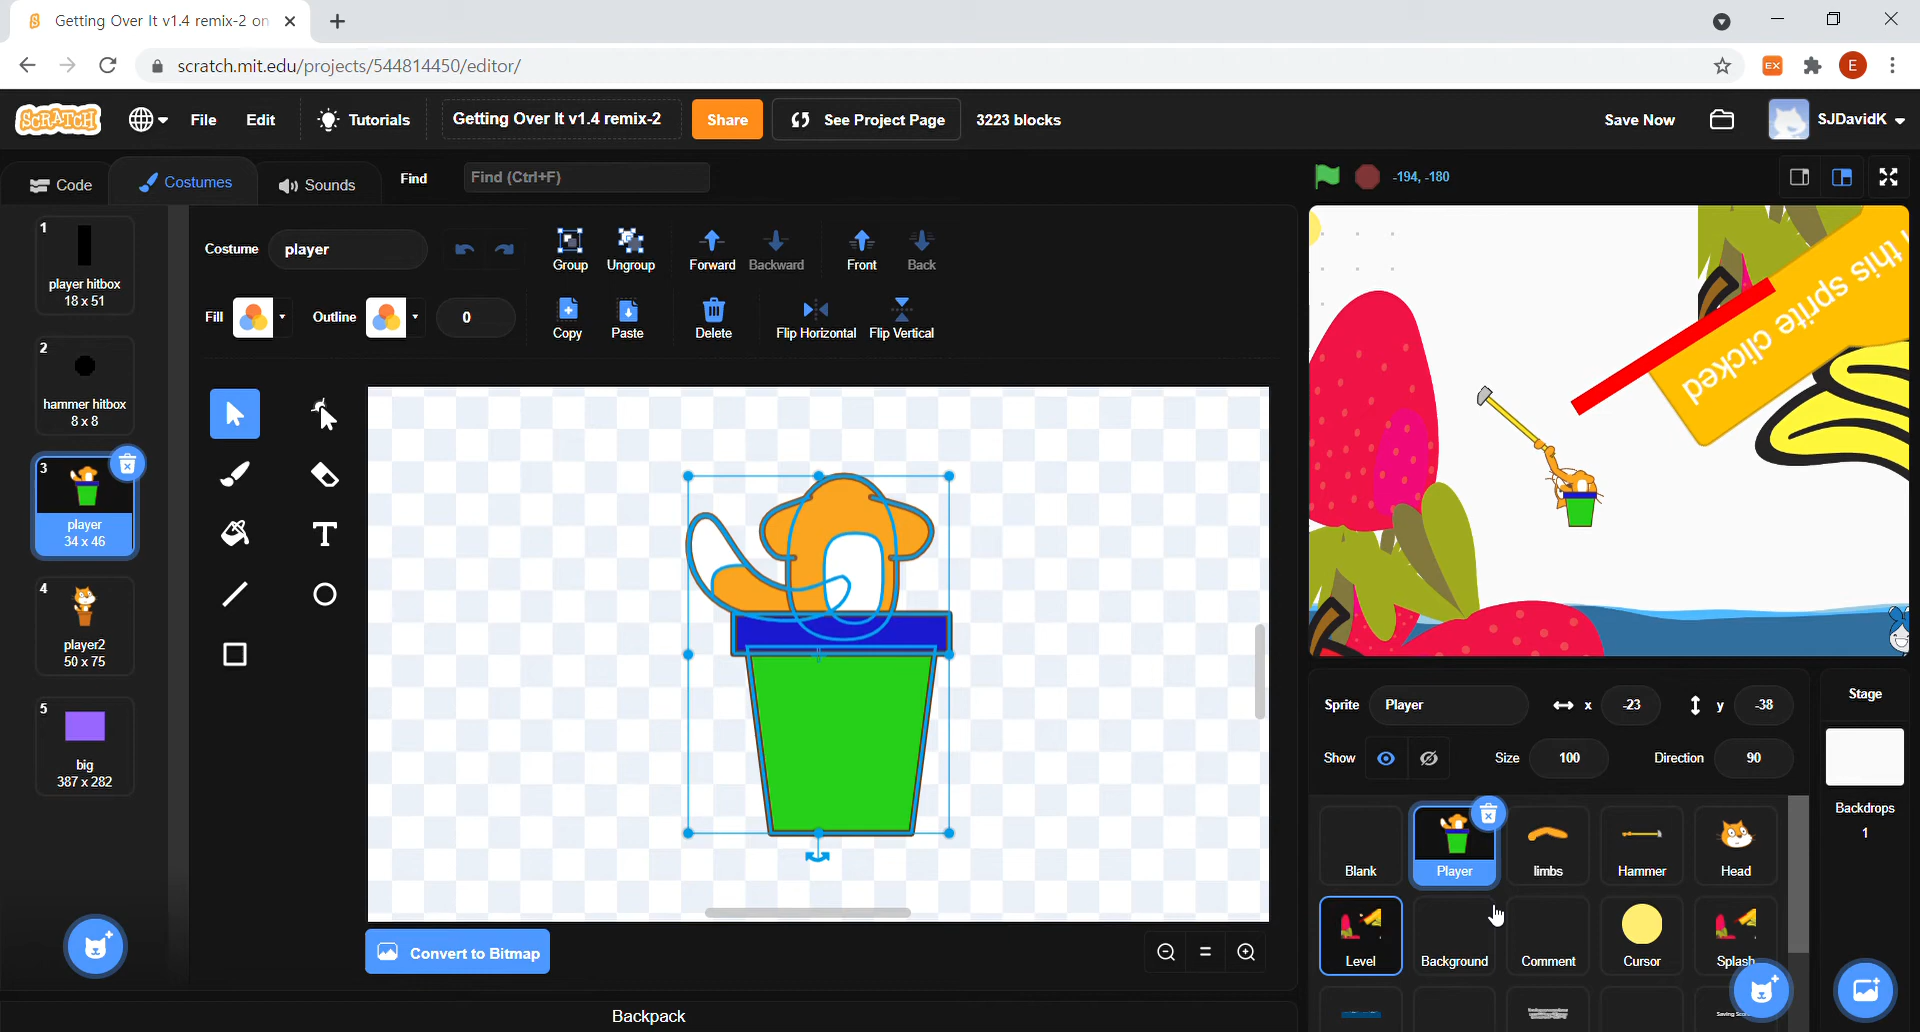 Getting Over It v1.4 remix-2 on
scratch.mit.edu/projects/544814450/editor/
EX
E
SCRATCH
File
Edit
Tutorials
Getting Over It v1.4 remix-2
Share
See Project Page
3223 blocks
Save Now
SJDavidK
Code
Costumes
Sounds
Find
Find (Ctrl+F)
-194, -180
1
player hitbox
18 x 51
2
hammer hitbox
8 x 8
3
player
34 x 46
4
player2
50 x 75
5
big
387 x 282
Costume
player
Group
Ungroup
Forward
Backward
Front
Back
Fill
Outline
0
Copy
Paste
Delete
Flip Horizontal
Flip Vertical
T
Convert to Bitmap
Backpack
this sprite clicked
Sprite
Player
x
-23
y
-38
Show
Size
100
Direction
90
Stage
Backdrops
1
Blank
Player
limbs
Hammer
Head
Level
Background
Comment
Cursor
Splash